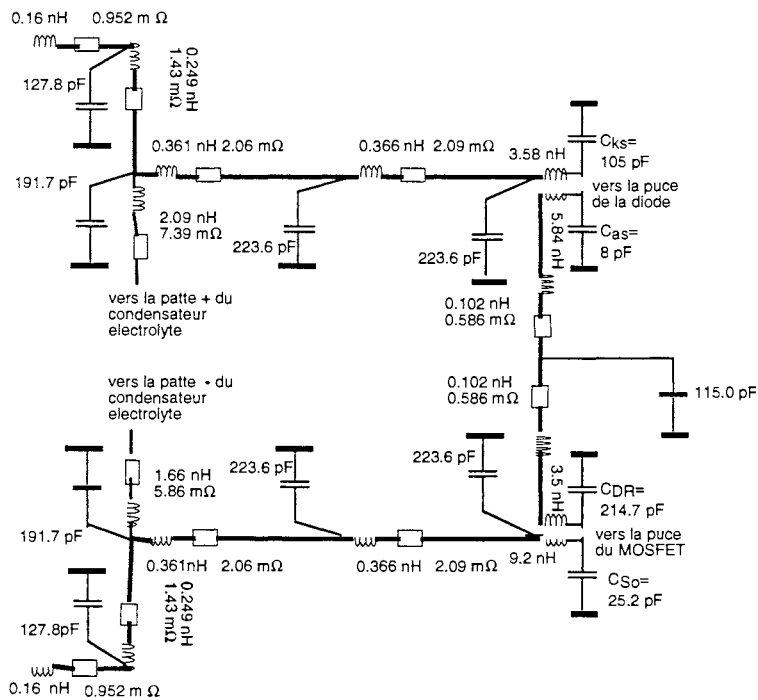 0.16 nH 0.952 m Ω
0.249 nH
1.43 mΩ
127.8 pF
0.361 nH 2.06 mΩ
0.366 nH 2.09 mΩ
3.58 nH
Cks=
105 pF
191.7 pF
vers la puce
de la diode
2.09 nH
7.39 mΩ
223.6 pF
223.6 pF
5.84 nH
Cas=
8 pF
vers la patte + du
condensateur
electrolyte
0.102 nH
0.586 mΩ
vers la patte - du
condensateur
electrolyte
0.102 nH
0.586 mΩ
115.0 pF
1.66 nH
5.86 mΩ
223.6 pF
223.6 pF
3.5 nH
CDR=
214.7 pF
191.7 pF
0.361nH 2.06 mΩ
0.366 nH 2.09 mΩ
9.2 nH
vers la puce
du MOSFET
0.249 nH
1.43 mΩ
CSo=
25.2 pF
127.8pF
0.16 nH 0.952 m Ω